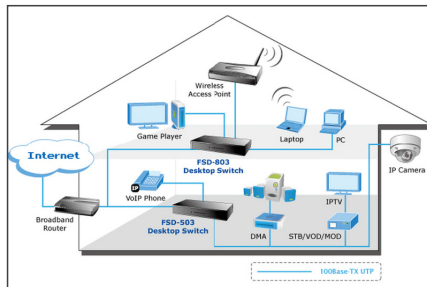 Wireless
Access Point
Game Player
Laptop
PC
FSD-803
Desktop Switch
Internet
IP Camera
IP
VoIP Phone
Broadband
Router
FSD-503
Desktop Switch
DMA
IPTV
STB/VOD/MOD
100Base-TX UTP